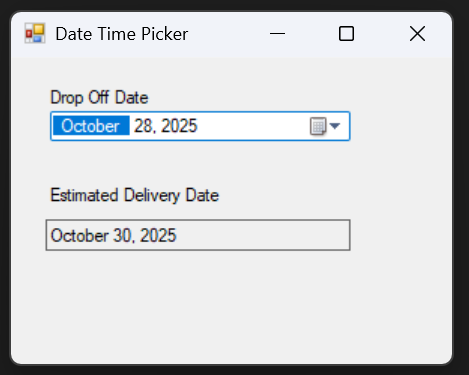 Date Time Picker
Drop Off Date
October 28, 2025
Estimated Delivery Date
October 30, 2025